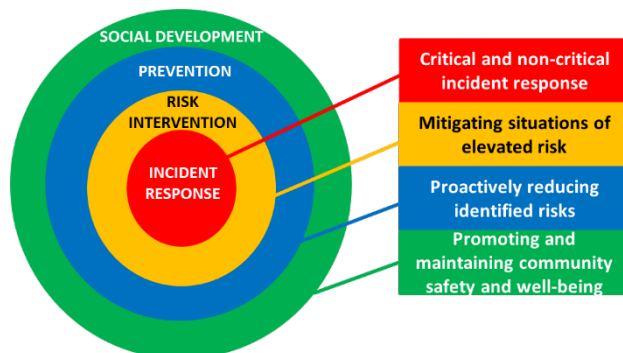 SOCIAL DEVELOPMENT
PREVENTION
RISK
INTERVENTION
INCIDENT
RESPONSE
Critical and non-critical
incident response
Mitigating situations of
elevated risk
Proactively reducing
identified risks
Promoting and
maintaining community
safety and well-being